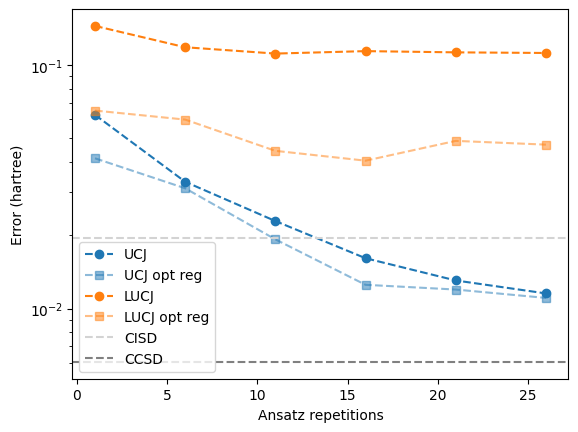 Error (hartree)
10⁻¹
10⁻²
UCJ
UCJ opt reg
LUCJ
LUCJ opt reg
CISD
CCSD
0 5 10 15 20 25
Ansatz repetitions